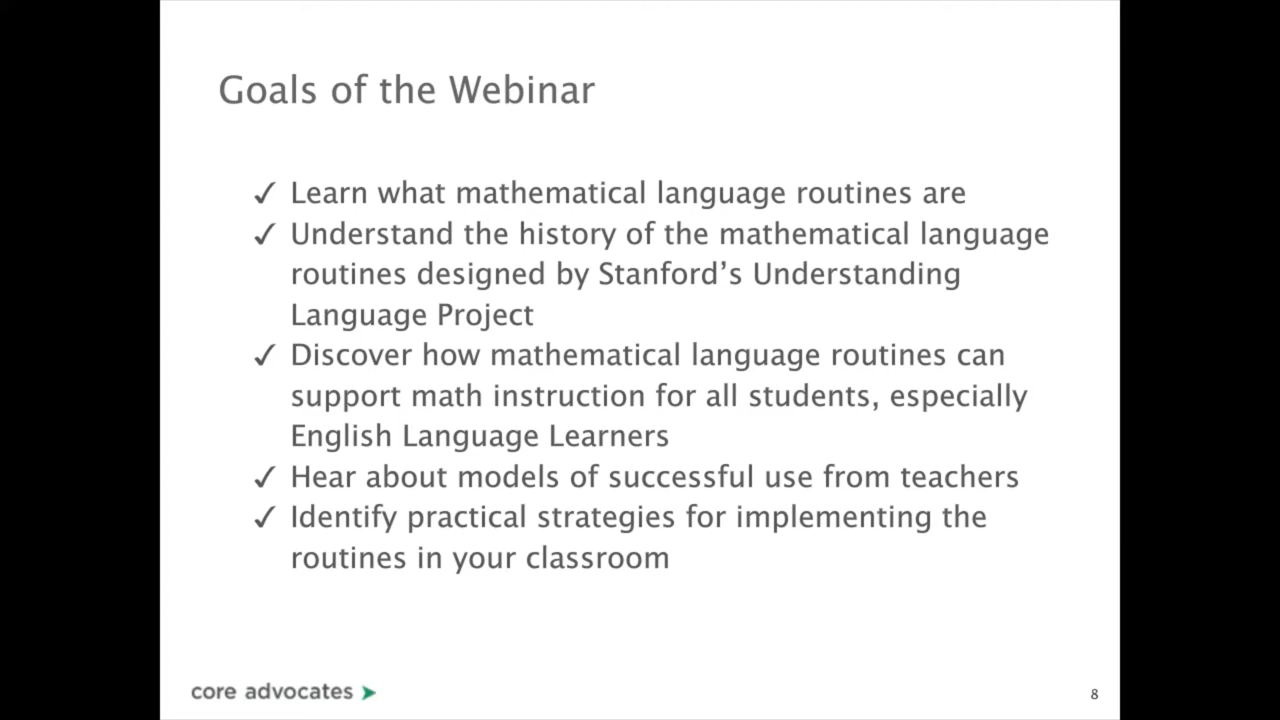 Goals of the Webinar
✓ Learn what mathematical language routines are
✓ Understand the history of the mathematical language
routines designed by Stanford’s Understanding
Language Project
✓ Discover how mathematical language routines can
support math instruction for all students, especially
English Language Learners
✓ Hear about models of successful use from teachers
✓ Identify practical strategies for implementing the
routines in your classroom
core advocates
8